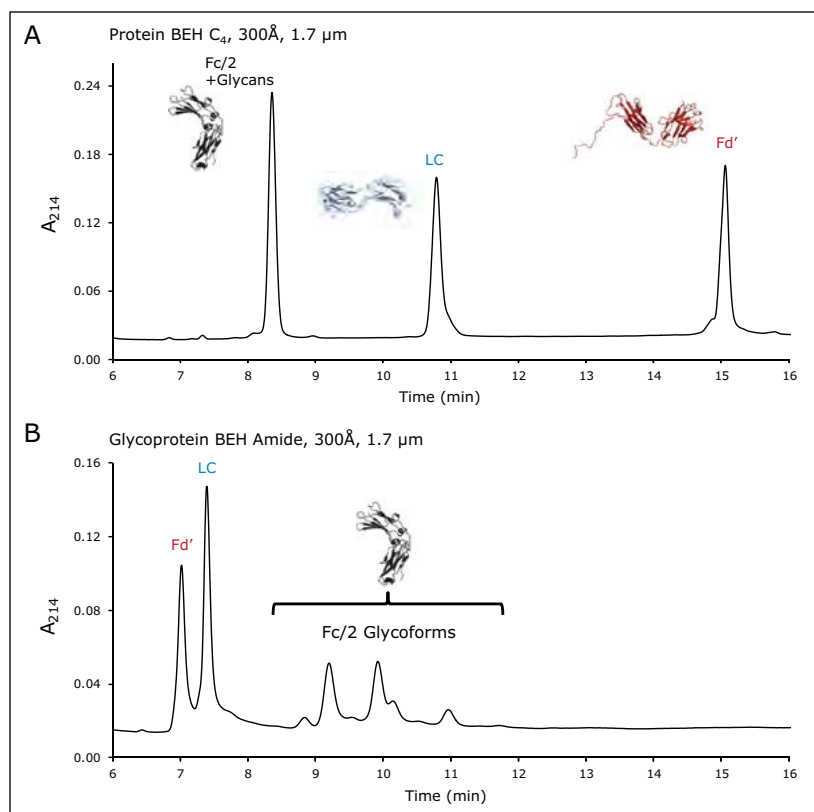 A
Protein BEH C₄, 300Å, 1.7 µm
Fc/2
+Glycans
LC
Fd’
A₂₁₄
0.24
0.18
0.12
0.06
0.00
6 7 8 9 10 11 12 13 14 15 16
Time (min)
B
Glycoprotein BEH Amide, 300Å, 1.7 µm
LC
Fd’
Fc/2 Glycoforms
A₂₁₄
0.16
0.12
0.08
0.04
0.00
6 7 8 9 10 11 12 13 14 15 16
Time (min)